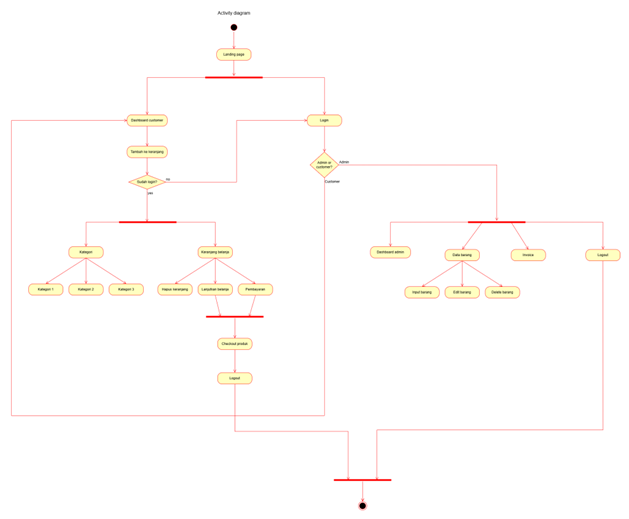 Activity diagram
Landing page
Dashboard customer
Login
Tambah ke keranjang
Sudah login?
no
yes
Admin or
customer?
Admin
Customer
Kategori
Keranjang belanja
Dashboard admin
Data barang
Invoice
Logout
Kategori 1
Kategori 2
Kategori 3
Hapus keranjang
Lanjutkan belanja
Pembayaran
Input barang
Edit barang
Delete barang
Checkout produk
Logout